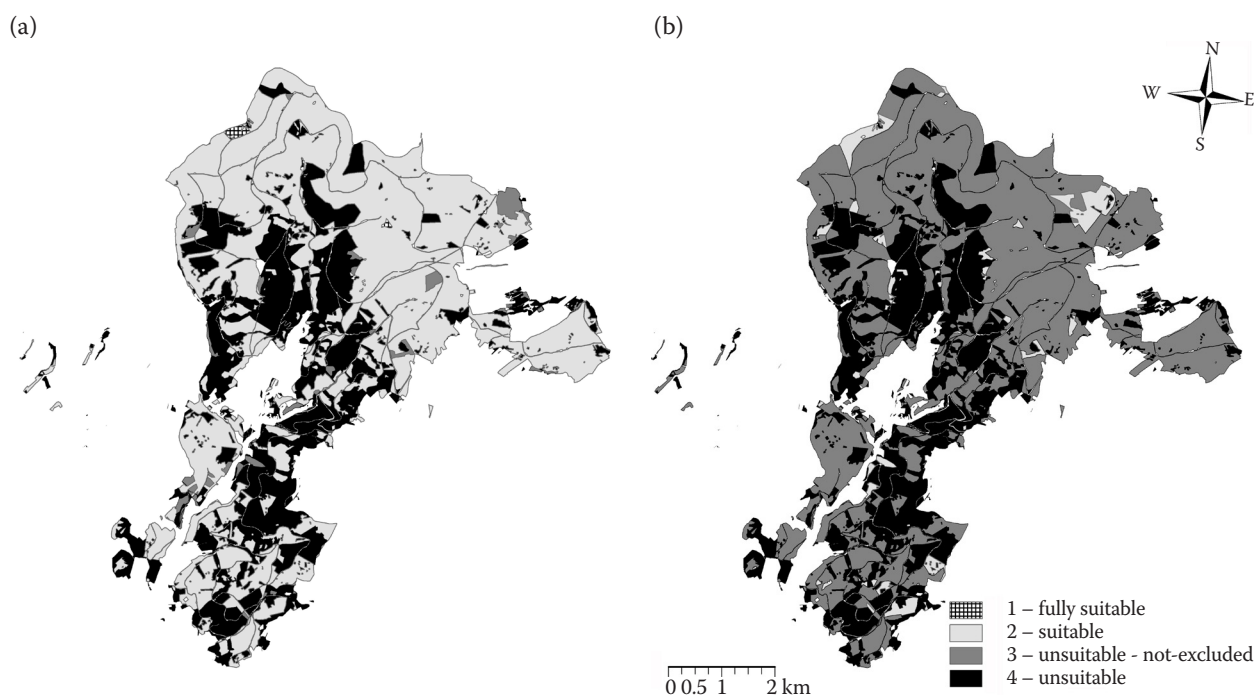 (a)
(b)
N
W
E
S
1 – fully suitable
2 – suitable
3 – unsuitable - not-excluded
4 – unsuitable
0 0.5 1 2 km